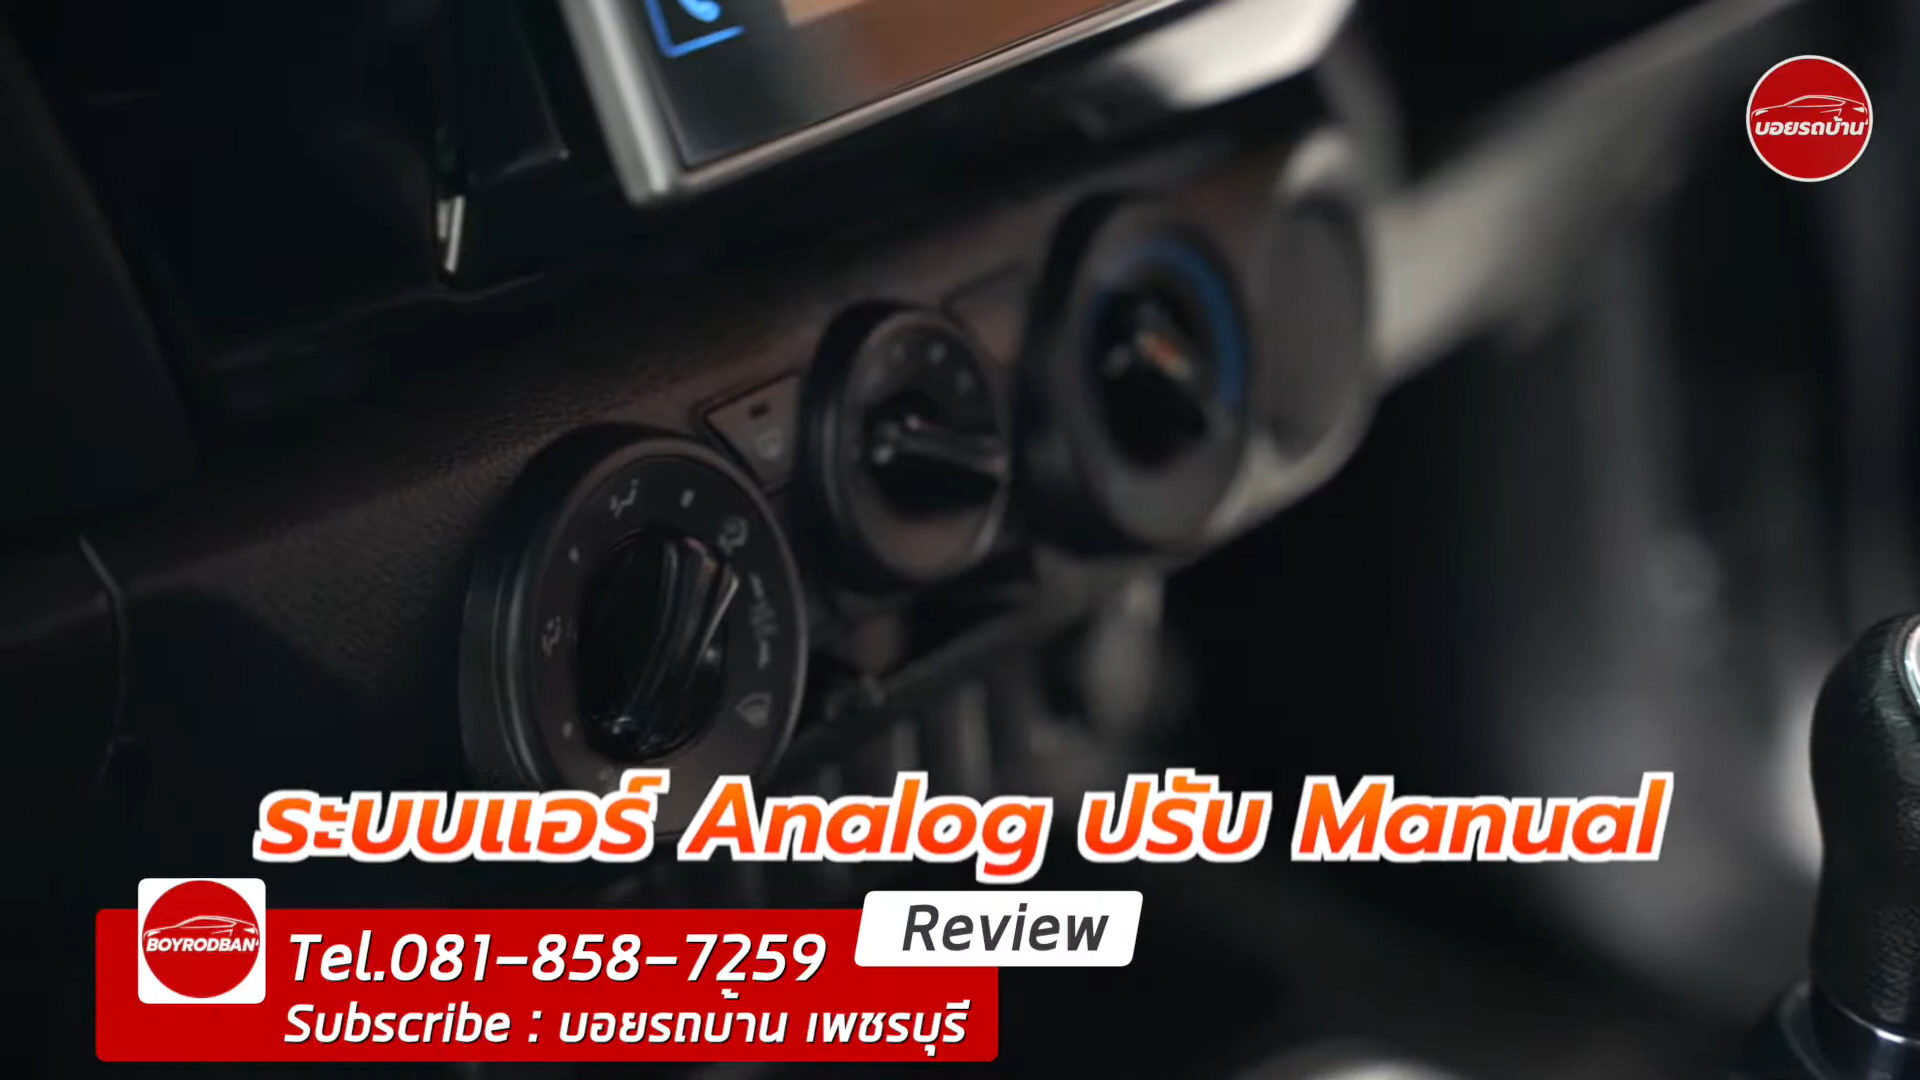 บอยรถบ้าน
ระบบแอร์ Analog ปรับ Manual
Review
BOYRODBAN
Tel.081-858-7259
Subscribe : บอยรถบ้าน เพชรบุรี